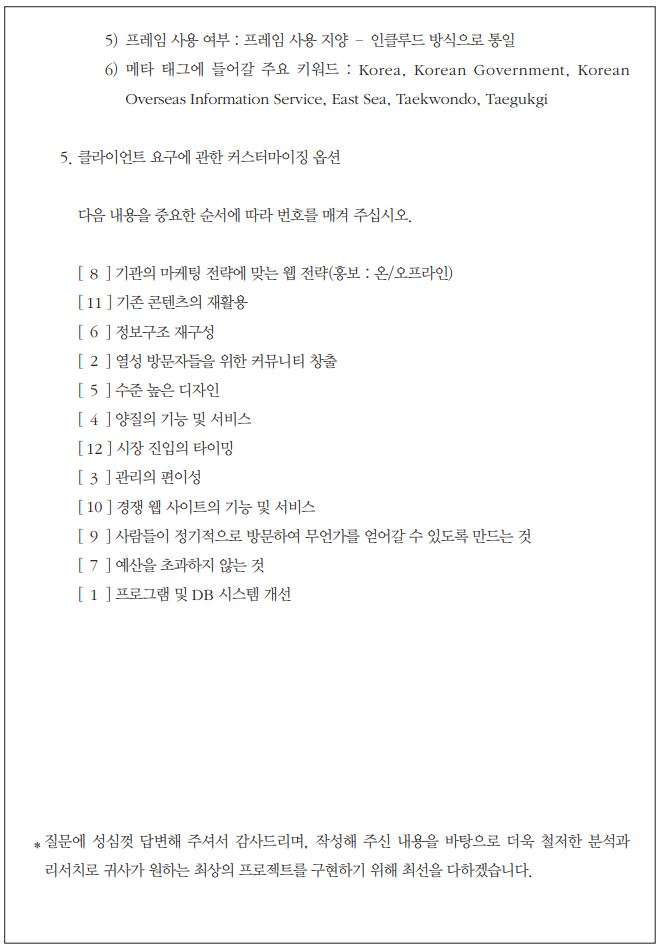 5) 프레임 사용 여부 : 프레임 사용 지양 – 인클루드 방식으로 통일
6) 메타 태그에 들어갈 주요 키워드 : Korea, Korean Government, Korean
Overseas Information Service, East Sea, Taekwondo, Taegukgi
5. 클라이언트 요구에 관한 커스터마이징 옵션
다음 내용을 중요한 순서에 따라 번호를 매겨 주십시오.
[ 8 ] 기관의 마케팅 전략에 맞는 웹 전략(홍보 : 온/오프라인)
[ 11 ] 기존 콘텐츠의 재활용
[ 6 ] 정보구조 재구성
[ 2 ] 열성 방문자들을 위한 커뮤니티 창출
[ 5 ] 수준 높은 디자인
[ 4 ] 양질의 기능 및 서비스
[ 12 ] 시장 진입의 타이밍
[ 3 ] 관리의 편이성
[ 10 ] 경쟁 웹 사이트의 기능 및 서비스
[ 9 ] 사람들이 정기적으로 방문하여 무언가를 얻어갈 수 있도록 만드는 것
[ 7 ] 예산을 초과하지 않는 것
[ 1 ] 프로그램 및 DB 시스템 개선
* 질문에 성심껏 답변해 주셔서 감사드리며, 작성해 주신 내용을 바탕으로 더욱 철저한 분석과
리서치로 귀사가 원하는 최상의 프로젝트를 구현하기 위해 최선을 다하겠습니다.